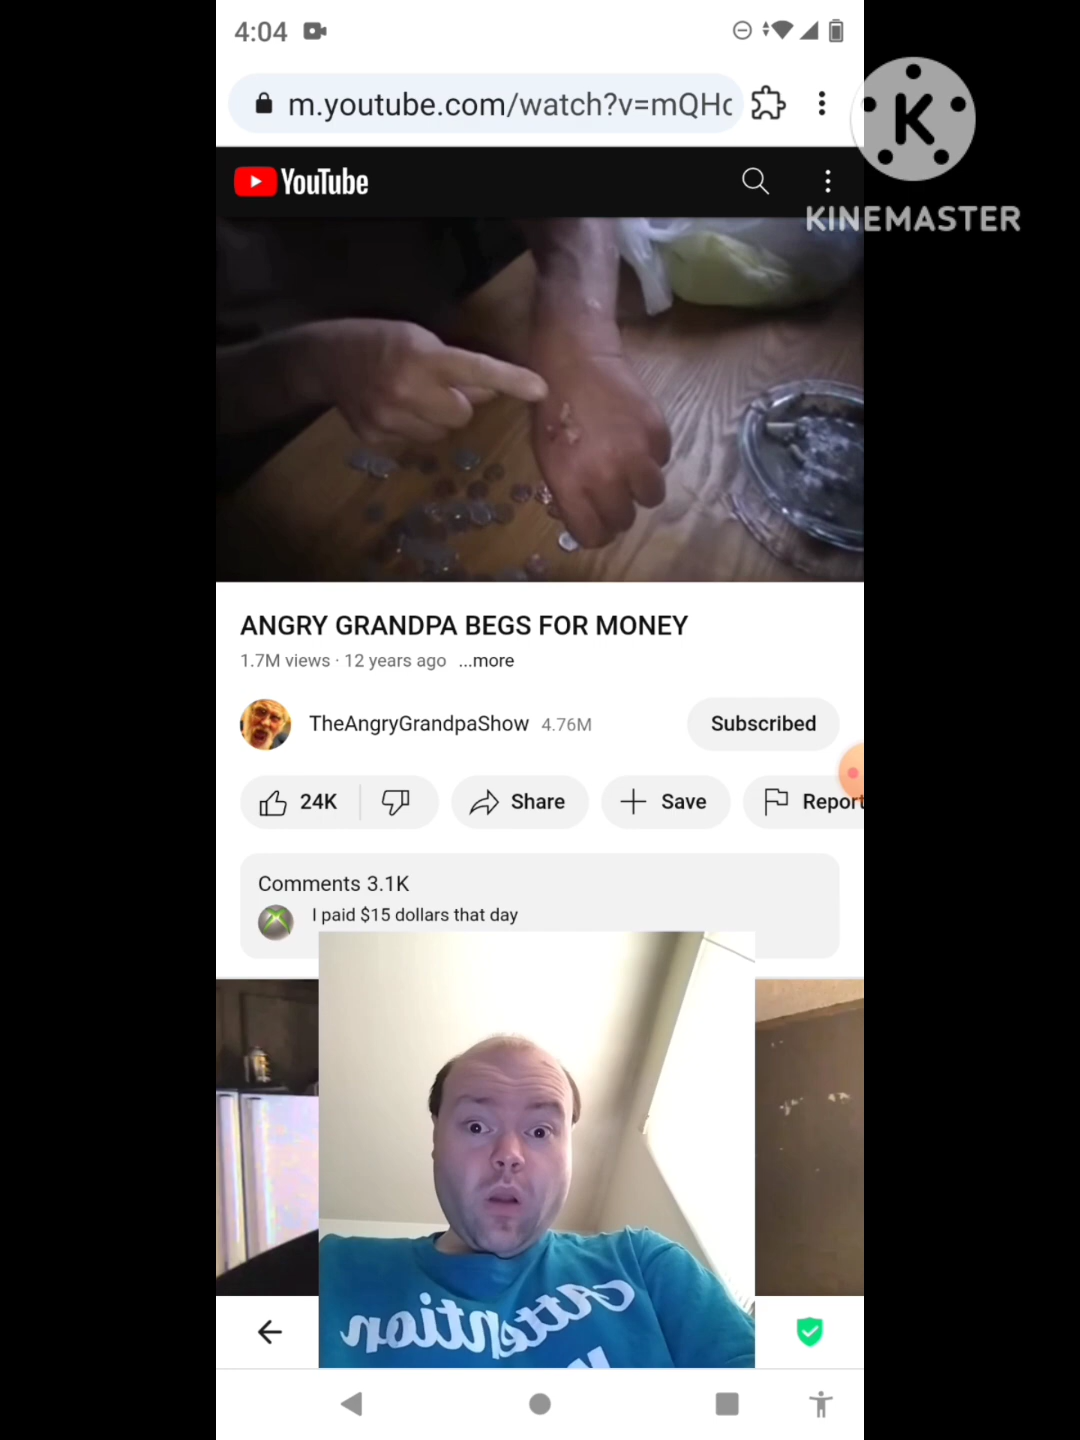 4:04
m.youtube.com/watch?v=mQHc
K
KINEMASTER
YouTube
ANGRY GRANDPA BEGS FOR MONEY
1.7M views · 12 years ago ...more
TheAngryGrandpaShow 4.76M
Subscribed
24K
Share
Save
Report
Comments 3.1K
I paid $15 dollars that day
Attention